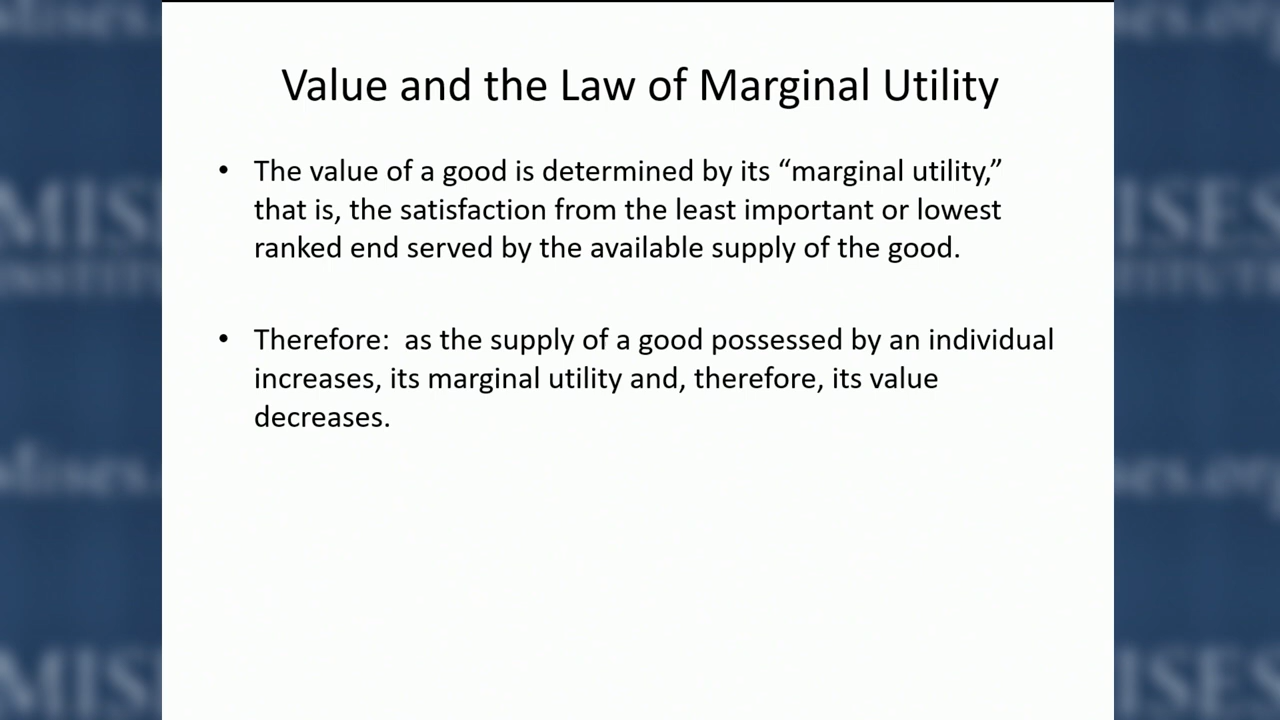 Value and the Law of Marginal Utility
• The value of a good is determined by its “marginal utility,”
that is, the satisfaction from the least important or lowest
ranked end served by the available supply of the good.
• Therefore:  as the supply of a good possessed by an individual
increases, its marginal utility and, therefore, its value
decreases.